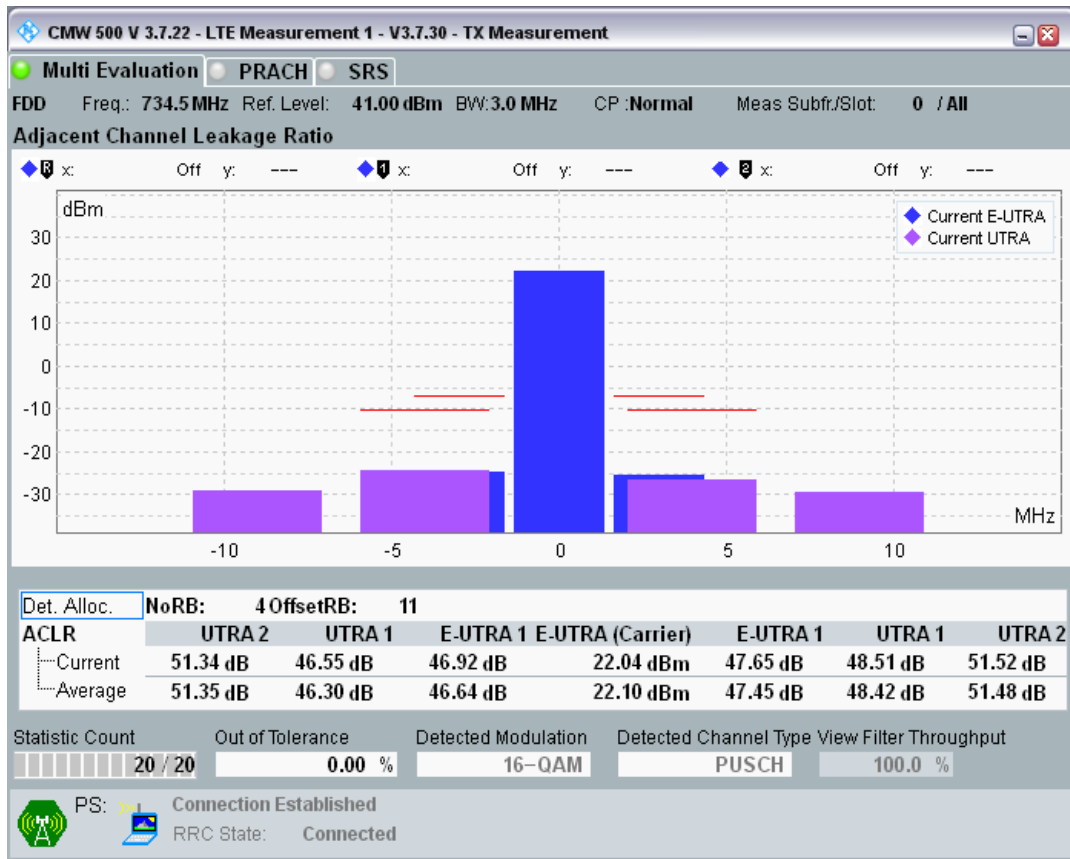 CMW 500 V 3.7.22 - LTE Measurement 1 - V3.7.30 - TX Measurement
Multi Evaluation PRACH SRS
FDD Freq.: 734.5 MHz Ref. Level: 41.00 dBm BW:3.0 MHz CP :Normal Meas Subfr./Slot: 0 / All
Adjacent Channel Leakage Ratio
R x: Off y: --- 1 x: Off y: --- 2 x: Off y: ---
dBm
Current E-UTRA
Current UTRA
30
20
10
0
-10
-20
-30
MHz
-10 -5 0 5 10
Det. Alloc. NoRB: 4 OffsetRB: 11
ACLR UTRA 2 UTRA 1 E-UTRA 1 E-UTRA (Carrier) E-UTRA 1 UTRA 1 UTRA 2
Current 51.34 dB 46.55 dB 46.92 dB 22.04 dBm 47.65 dB 48.51 dB 51.52 dB
Average 51.35 dB 46.30 dB 46.64 dB 22.10 dBm 47.45 dB 48.42 dB 51.48 dB
Statistic Count Out of Tolerance Detected Modulation Detected Channel Type View Filter Throughput
20 / 20 0.00 % 16-QAM PUSCH 100.0 %
PS: Connection Established
RRC State: Connected